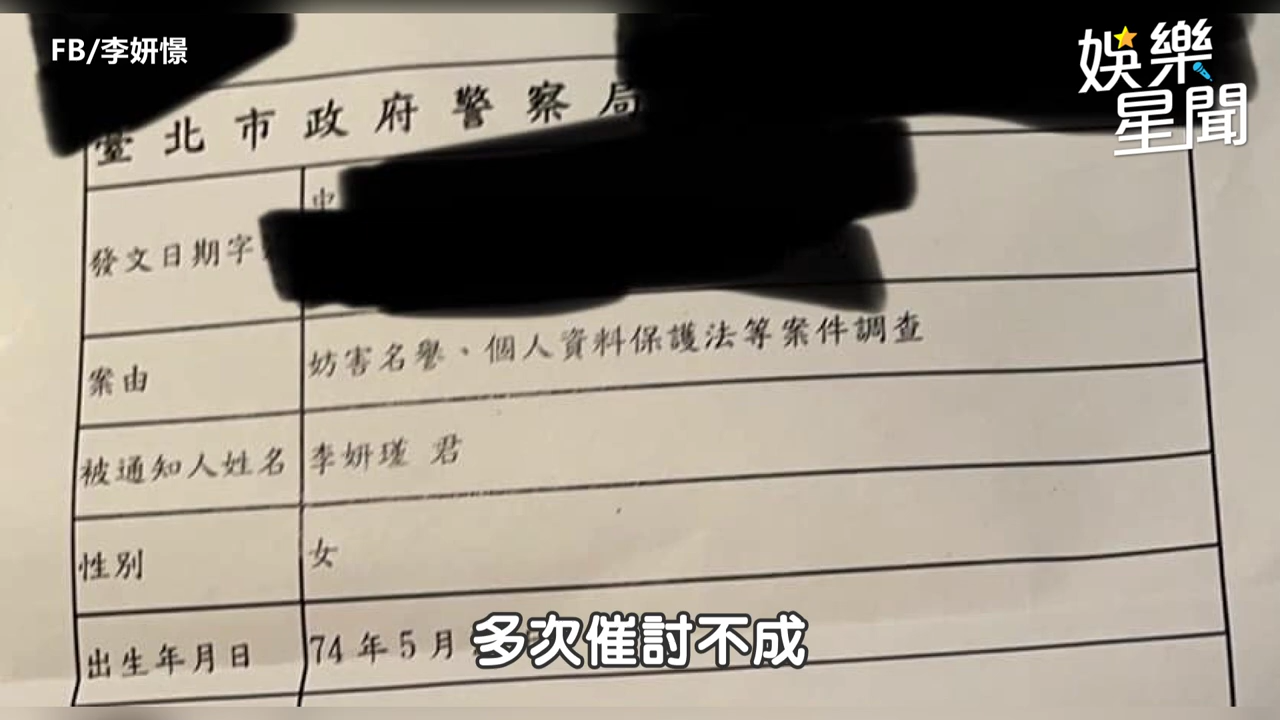 FB/李妍憬
娛樂
星聞
臺北市政府警察局
發文日期字
案由
妨害名譽、個人資料保護法等案件調查
被通知人姓名
李妍瑾 君
性別
女
出生年月日
74年5月
多次催討不成